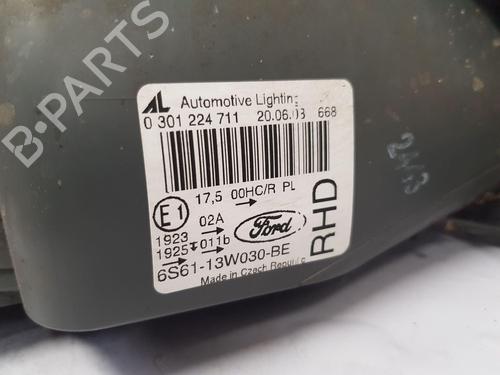 B-PARTS
AL Automotive Lighting
0 301 224 711 20.06.08 668
17,5 00HC/R PL
E1
02A
1923
1925 011b
Ford
6S61-13W030-BE
Made in Czech Republic
RHD